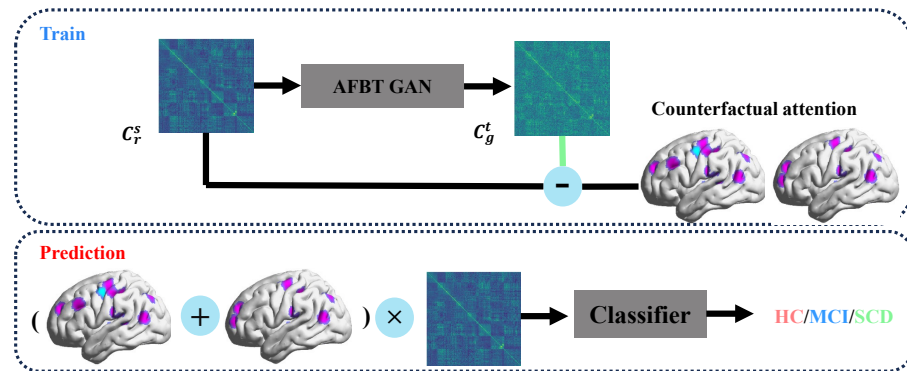 Train
AFBT GAN
C_r^s
C_g^t
Counterfactual attention
-
Prediction
( + ) × Classifier HC/MCI/SCD